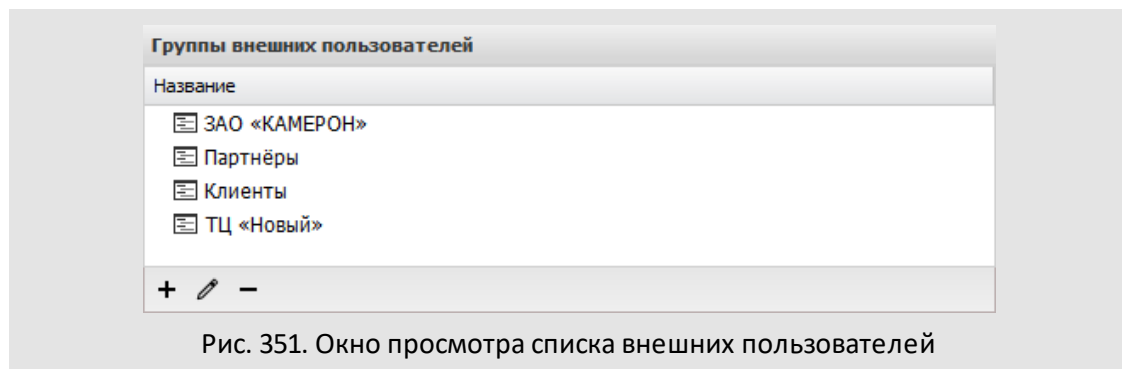 Группы внешних пользователей
Название
ЗАО «КАМЕРОН»
Партнёры
Клиенты
ТЦ «Новый»
Рис. 351. Окно просмотра списка внешних пользователей